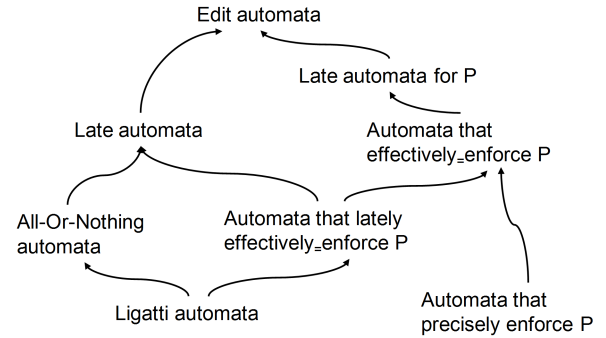 Edit automata
Late automata for P
Late automata
Automata that
effectively=enforce P
All-Or-Nothing
automata
Automata that lately
effectively=enforce P
Ligatti automata
Automata that
precisely enforce P